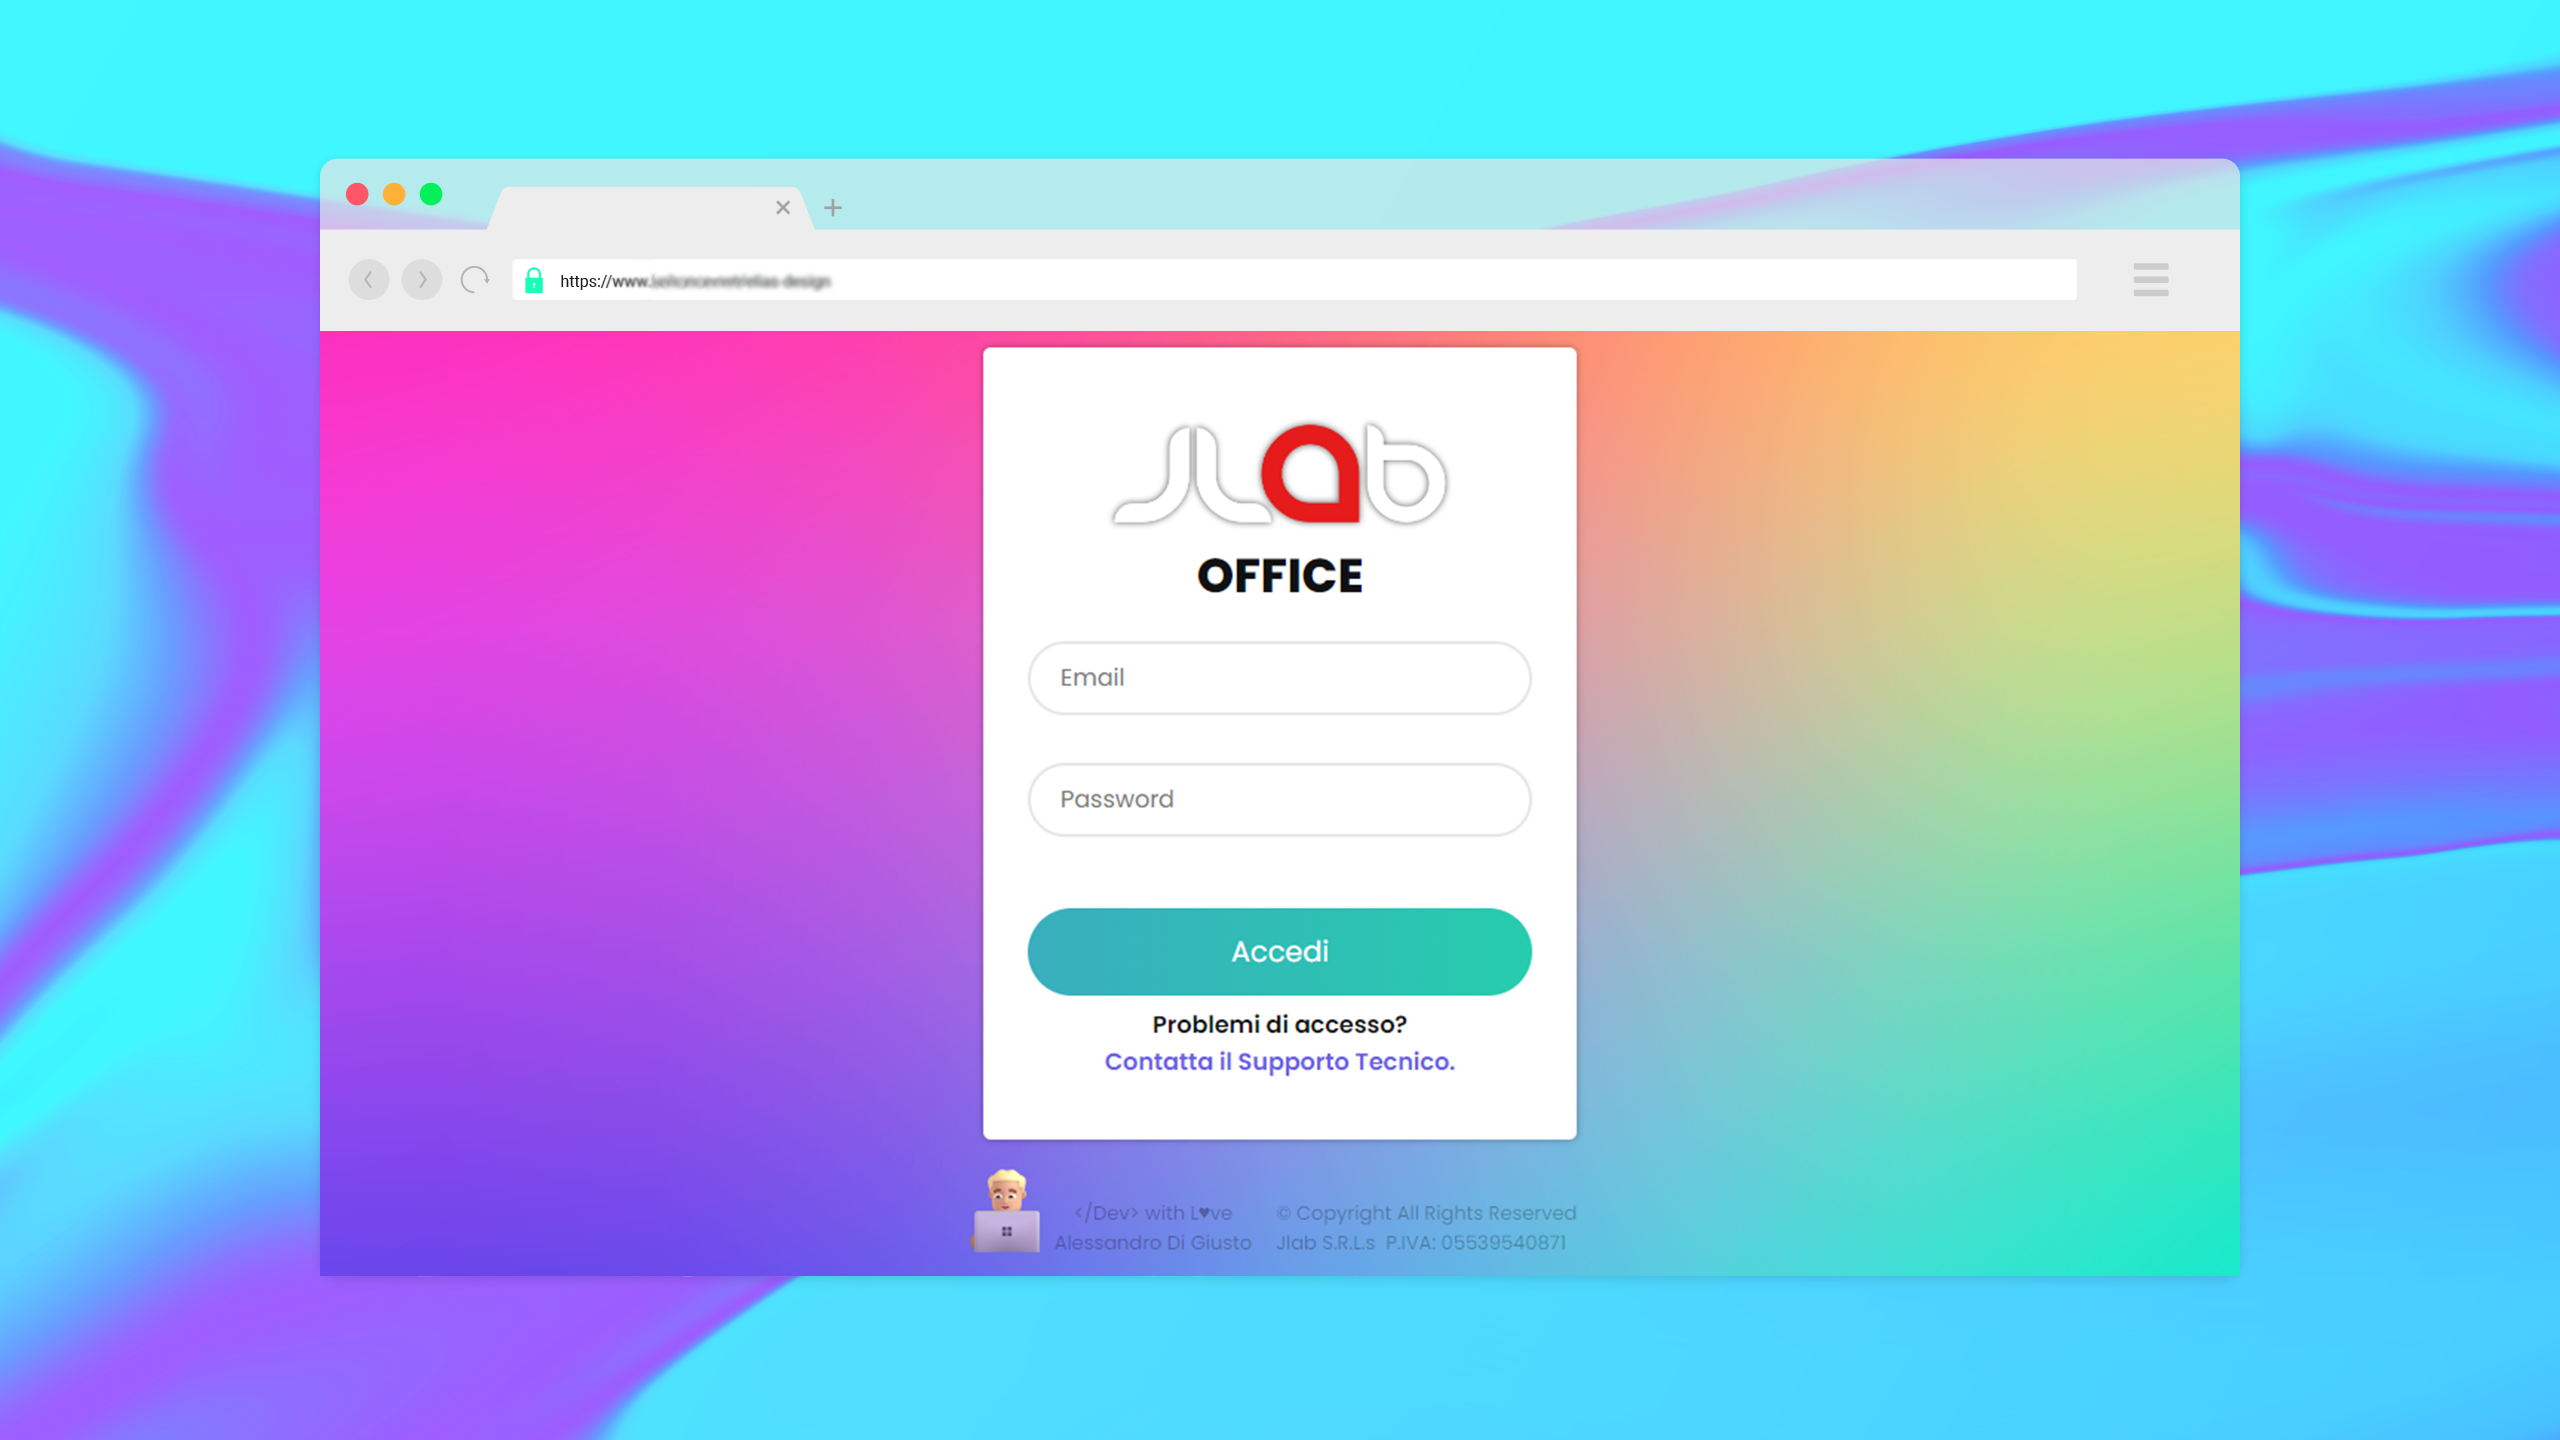 https://www.
JLab
OFFICE
Email
Password
Accedi
Problemi di accesso?
Contatta il Supporto Tecnico.
</Dev> with L♥ve
Alessandro Di Giusto
© Copyright All Rights Reserved
Jlab S.R.L.s P.IVA: 05539540871